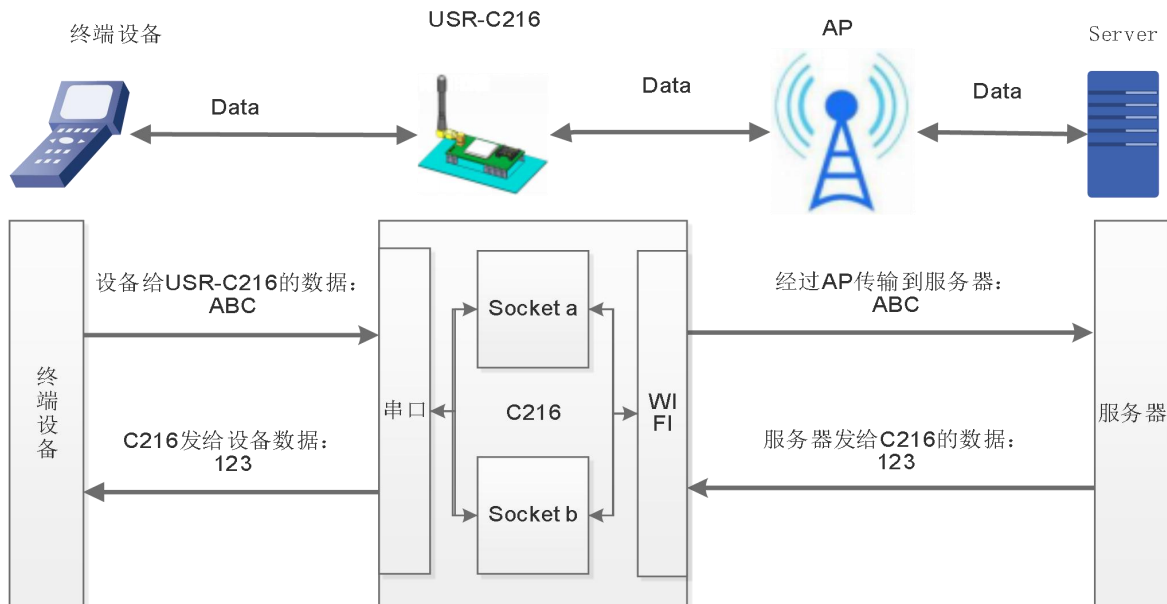 终端设备
USR-C216
AP
Server
Data
Data
Data
设备给USR-C216的数据：
ABC
经过AP传输到服务器：
ABC
Socket a
终端设备
串口
C216
WI
FI
服务器
C216发给设备数据：
123
服务器发给C216的数据：
123
Socket b